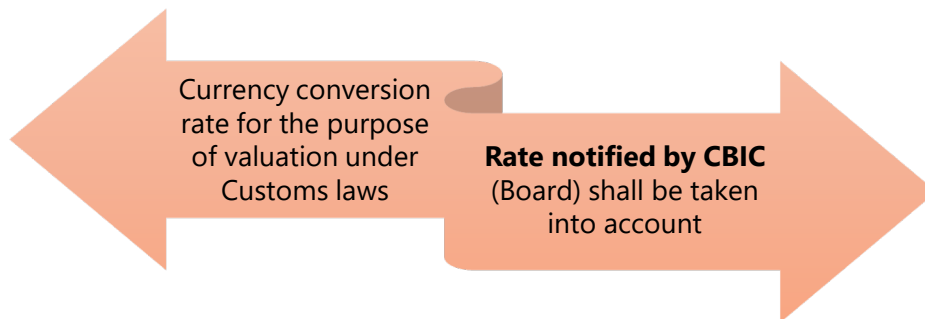 Currency conversion
rate for the purpose
of valuation under
Customs laws
Rate notified by CBIC
(Board) shall be taken
into account